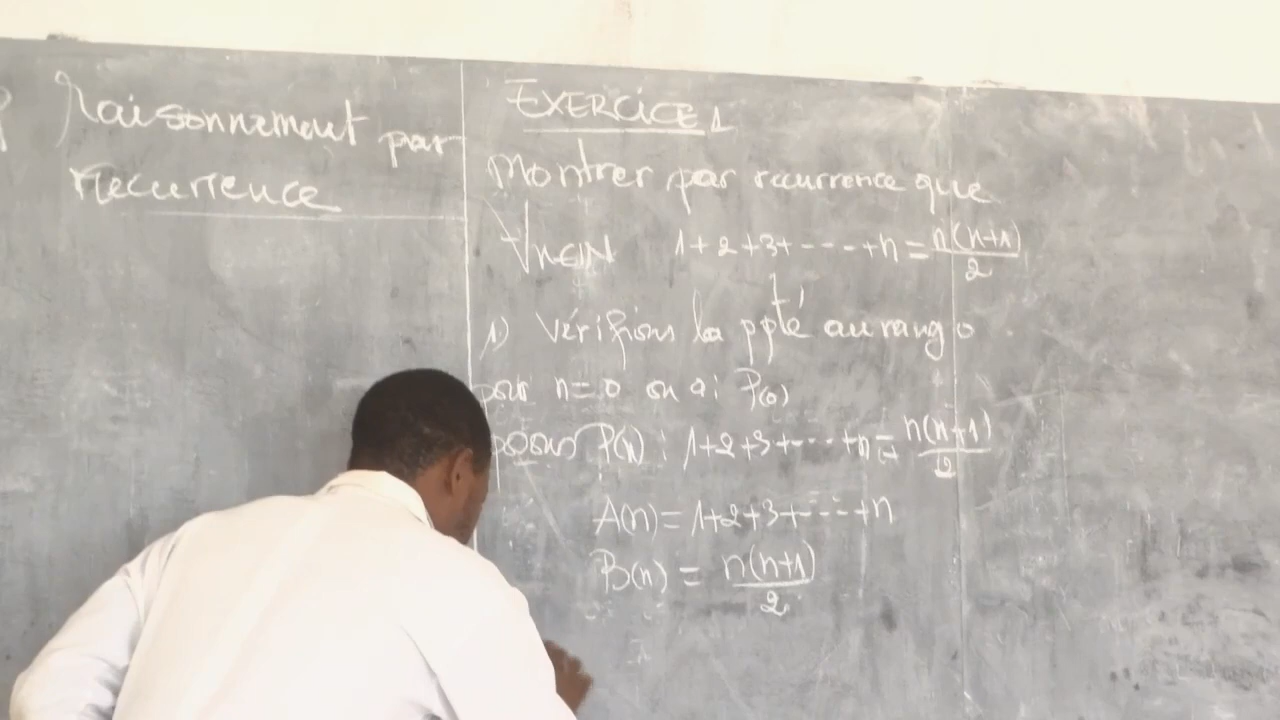 Raisonnement par
recurrence
EXERCICE 1
Montrer par recurrence que
∀n∈IN 1+2+3+----+n = n(n+1)/2
1) Vérifions la ppté au rang 0
pour n=0 on a: P(0)
posons P(n) : 1+2+3+----+n = n(n+1)/2
A(n) = 1+2+3+----+n
B(n) = n(n+1)/2